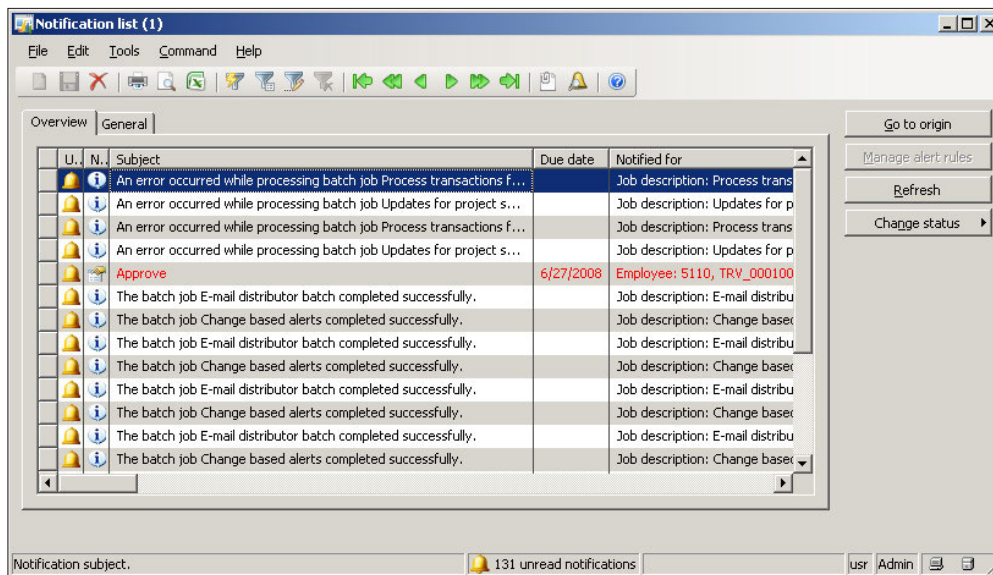 Notification list (1)
File Edit Tools Command Help
Overview General
Go to origin
Manage alert rules
Refresh
Change status
U.. N.. Subject Due date Notified for
An error occurred while processing batch job Process transactions f... Job description: Process trans
An error occurred while processing batch job Updates for project s... Job description: Updates for p
An error occurred while processing batch job Process transactions f... Job description: Process trans
An error occurred while processing batch job Updates for project s... Job description: Updates for p
Approve 6/27/2008 Employee: 5110, TRV_000100
The batch job E-mail distributor batch completed successfully. Job description: E-mail distribu
The batch job Change based alerts completed successfully. Job description: Change based
The batch job E-mail distributor batch completed successfully. Job description: E-mail distribu
The batch job Change based alerts completed successfully. Job description: Change based
The batch job E-mail distributor batch completed successfully. Job description: E-mail distribu
The batch job Change based alerts completed successfully. Job description: Change based
The batch job E-mail distributor batch completed successfully. Job description: E-mail distribu
The batch job Change based alerts completed successfully. Job description: Change based
Notification subject. 131 unread notifications usr Admin